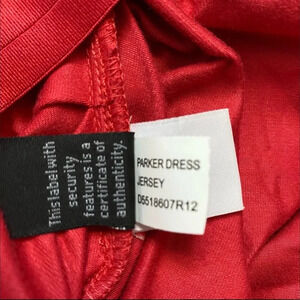 This label with
security
features is a
certificate of
authenticity.
PARKER DRESS
JERSEY
D5518607R12